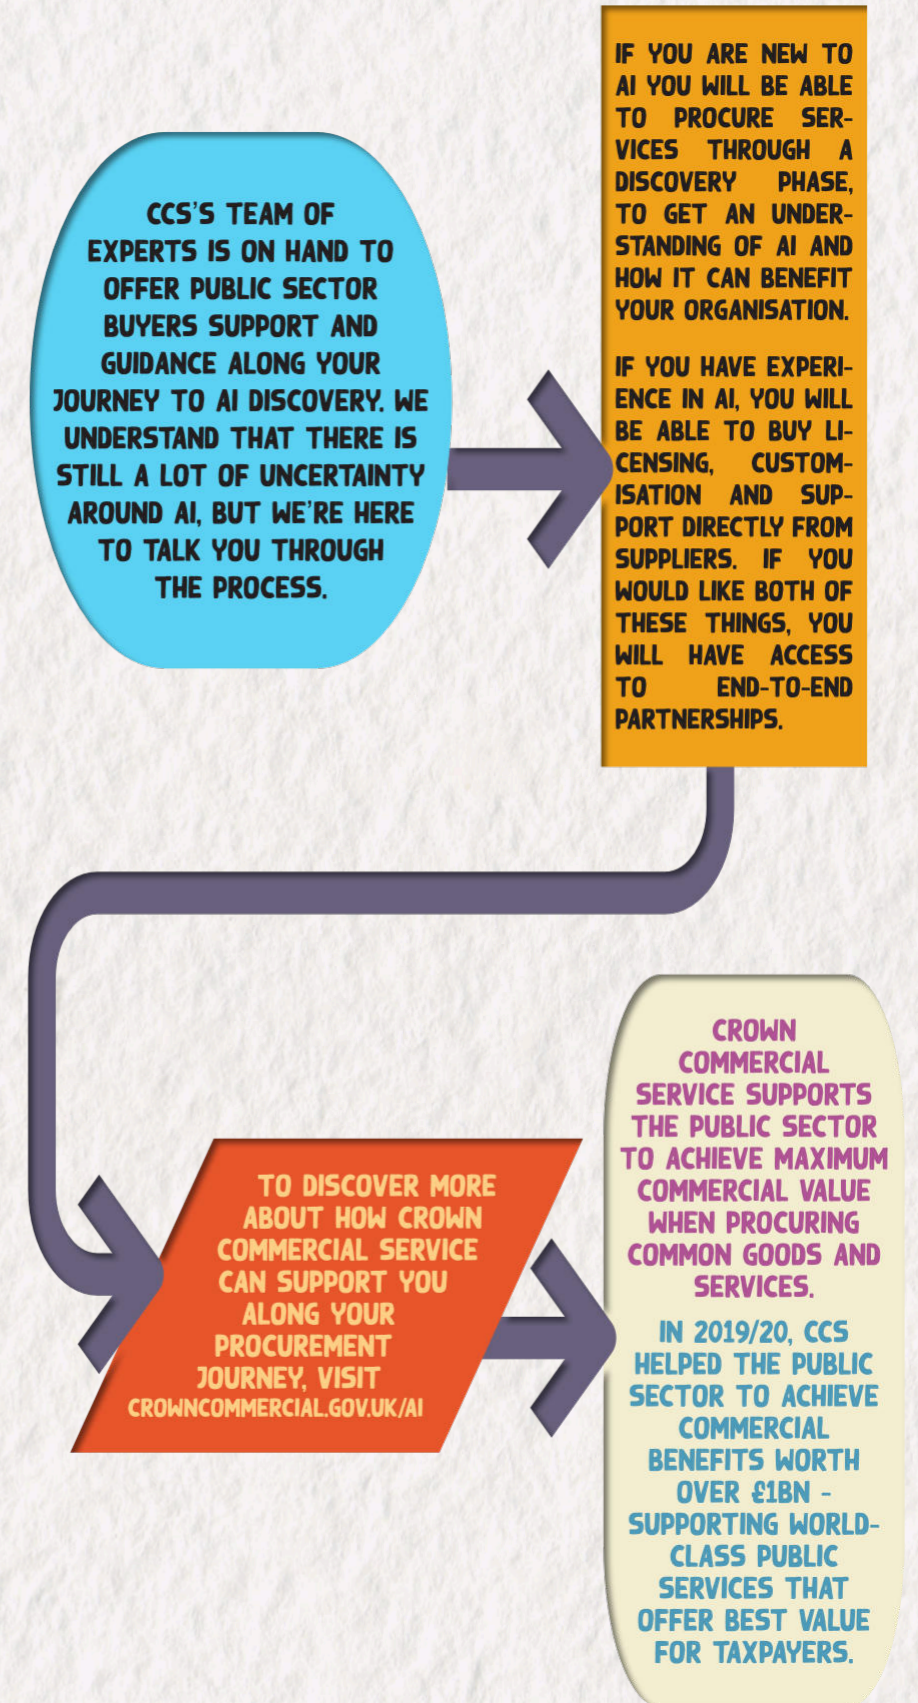 CCS'S TEAM OF
EXPERTS IS ON HAND TO
OFFER PUBLIC SECTOR
BUYERS SUPPORT AND
GUIDANCE ALONG YOUR
JOURNEY TO AI DISCOVERY. WE
UNDERSTAND THAT THERE IS
STILL A LOT OF UNCERTAINTY
AROUND AI, BUT WE'RE HERE
TO TALK YOU THROUGH
THE PROCESS.
IF YOU ARE NEW TO
AI YOU WILL BE ABLE
TO PROCURE SER-
VICES THROUGH A
DISCOVERY PHASE,
TO GET AN UNDER-
STANDING OF AI AND
HOW IT CAN BENEFIT
YOUR ORGANISATION.
IF YOU HAVE EXPERI-
ENCE IN AI, YOU WILL
BE ABLE TO BUY LI-
CENSING, CUSTOM-
ISATION AND SUP-
PORT DIRECTLY FROM
SUPPLIERS. IF YOU
WOULD LIKE BOTH OF
THESE THINGS, YOU
WILL HAVE ACCESS
TO END-TO-END
PARTNERSHIPS.
TO DISCOVER MORE
ABOUT HOW CROWN
COMMERCIAL SERVICE
CAN SUPPORT YOU
ALONG YOUR
PROCUREMENT
JOURNEY, VISIT
CROWNCOMMERCIAL.GOV.UK/AI
CROWN
COMMERCIAL
SERVICE SUPPORTS
THE PUBLIC SECTOR
TO ACHIEVE MAXIMUM
COMMERCIAL VALUE
WHEN PROCURING
COMMON GOODS AND
SERVICES.
IN 2019/20, CCS
HELPED THE PUBLIC
SECTOR TO ACHIEVE
COMMERCIAL
BENEFITS WORTH
OVER £1BN -
SUPPORTING WORLD-
CLASS PUBLIC
SERVICES THAT
OFFER BEST VALUE
FOR TAXPAYERS.